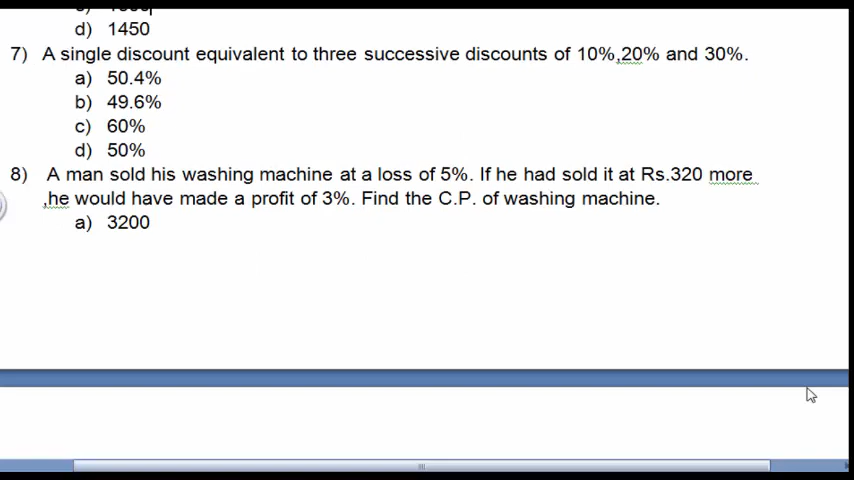 d) 1450
7) A single discount equivalent to three successive discounts of 10%,20% and 30%.
a) 50.4%
b) 49.6%
c) 60%
d) 50%
8) A man sold his washing machine at a loss of 5%. If he had sold it at Rs.320 more
,he would have made a profit of 3%. Find the C.P. of washing machine.
a) 3200